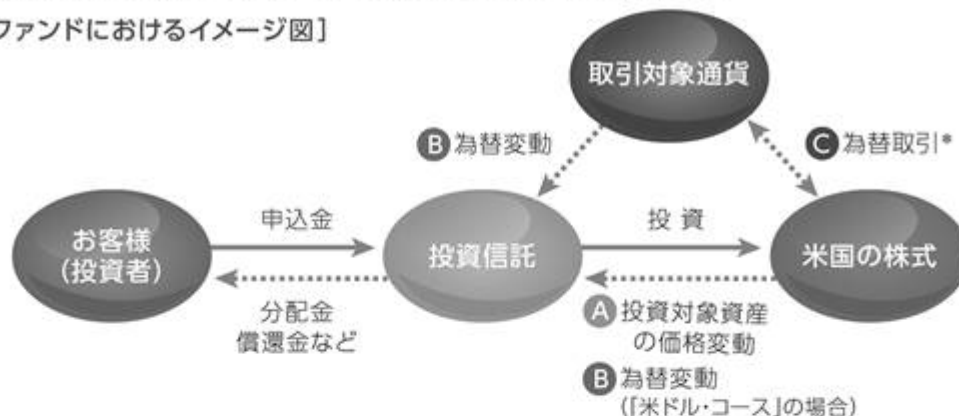 ファンドにおけるイメージ図］
取引対象通貨
B 為替変動
C 為替取引*
お客様
(投資者)
申込金
投資信託
投 資
米国の株式
分配金
償還金など
A 投資対象資産
の価格変動
B 為替変動
(「米ドル・コース」の場合)